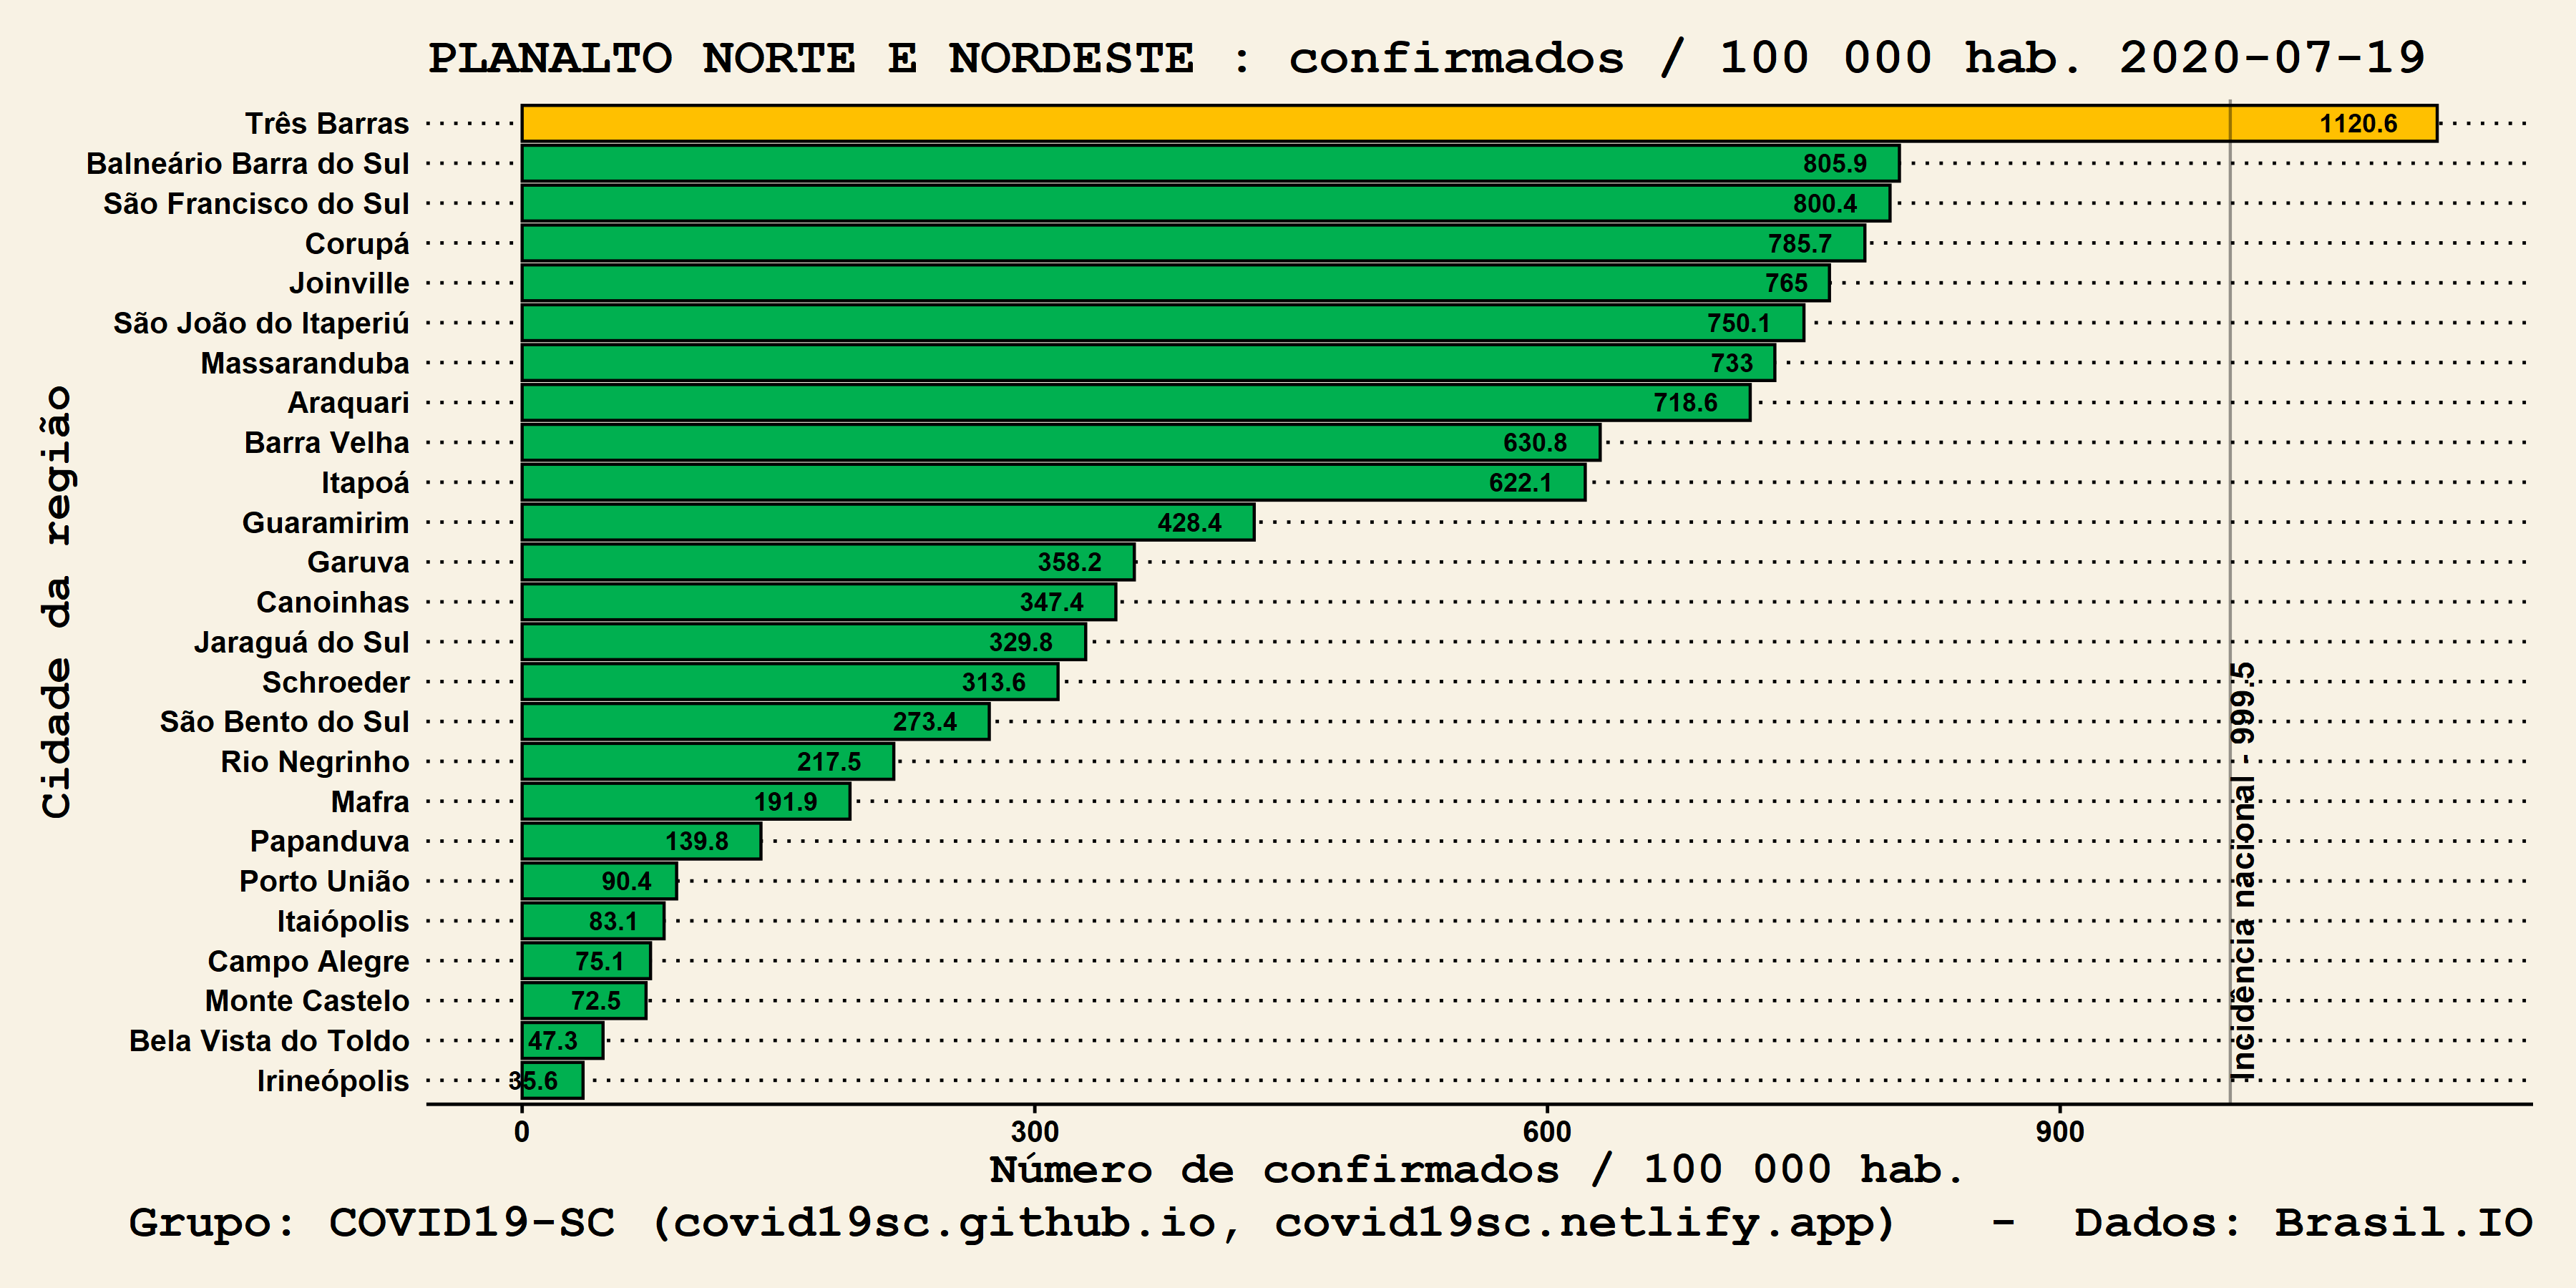 PLANALTO NORTE E NORDESTE : confirmados / 100 000 hab. 2020-07-19
Cidade da região
Três Barras 1120.6
Balneário Barra do Sul 805.9
São Francisco do Sul 800.4
Corupá 785.7
Joinville 765
São João do Itaperiú 750.1
Massaranduba 733
Araquari 718.6
Barra Velha 630.8
Itapoá 622.1
Guaramirim 428.4
Garuva 358.2
Canoinhas 347.4
Jaraguá do Sul 329.8
Schroeder 313.6
São Bento do Sul 273.4
Rio Negrinho 217.5
Mafra 191.9
Papanduva 139.8
Porto União 90.4
Itaiópolis 83.1
Campo Alegre 75.1
Monte Castelo 72.5
Bela Vista do Toldo 47.3
Irineópolis 35.6
Incidência nacional - 999.5
0 300 600 900
Número de confirmados / 100 000 hab.
Grupo: COVID19-SC (covid19sc.github.io, covid19sc.netlify.app) - Dados: Brasil.IO